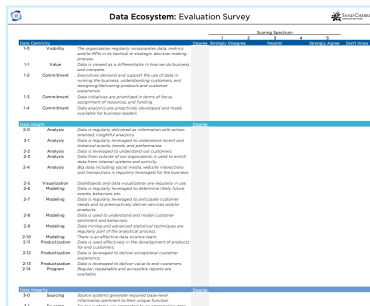 Data Ecosystem: Evaluation Survey
Scoring Spectrum
1 2 3 4 5
Data Centricity Degree Strongly Disagree Neutral Strongly Agree Don't Know
1-0 Visibility The organization regularly incorporates data, metrics
and/or KPIs in its tactical or strategic decision-making
process.
1-1 Value Data is viewed as a differentiator in how we do business
and compete.
1-2 Commitment Executives demand and support the use of data in
running the business, understanding customers, and
designing/delivering products and customer
experience.
1-3 Commitment Data initiatives are prioritized in terms of focus,
assignment of resources, and funding.
1-4 Commitment Data analytics are proactively developed and made
available for business leaders.
Data Insight Degree
2-0 Analysis Data is regularly delivered as information with action-
oriented, insightful analytics.
2-1 Analysis Data is regularly leveraged to understand recent and
historical events, trends, and performance.
2-2 Analysis Data is leveraged to understand our customers.
2-3 Analysis Data from outside of our organization is used to enrich
data from internal systems and activity.
2-4 Analysis Big data including social media, website interactions
and transactions is regularly leveraged for the business
2-5 Visualization Dashboards and data visualization are regularly in use.
2-6 Modeling Data is regularly leveraged to determine likely future
events, behaviors, etc.
2-7 Modeling Data is regularly leveraged to anticipate customer
needs and to preemptively deliver services and/or
products.
2-8 Modeling Data is used to understand and model customer
sentiment and behaviors.
2-9 Modeling Data mining and advanced statistical techniques are
regularly part of the analytical process.
2-10 Modeling There is an effective data science team.
2-11 Productization Data is used effectively in the development of products
for end customers.
2-12 Productization Data is leveraged to deliver exceptional customer
experience.
2-13 Productization Data is leveraged to deliver value to end customers.
2-14 Program Regular, repeatable and accessible reports are
available.
Data Integrity Degree
3-0 Sourcing Source systems generate required base-level
information pertinent to their unique function.